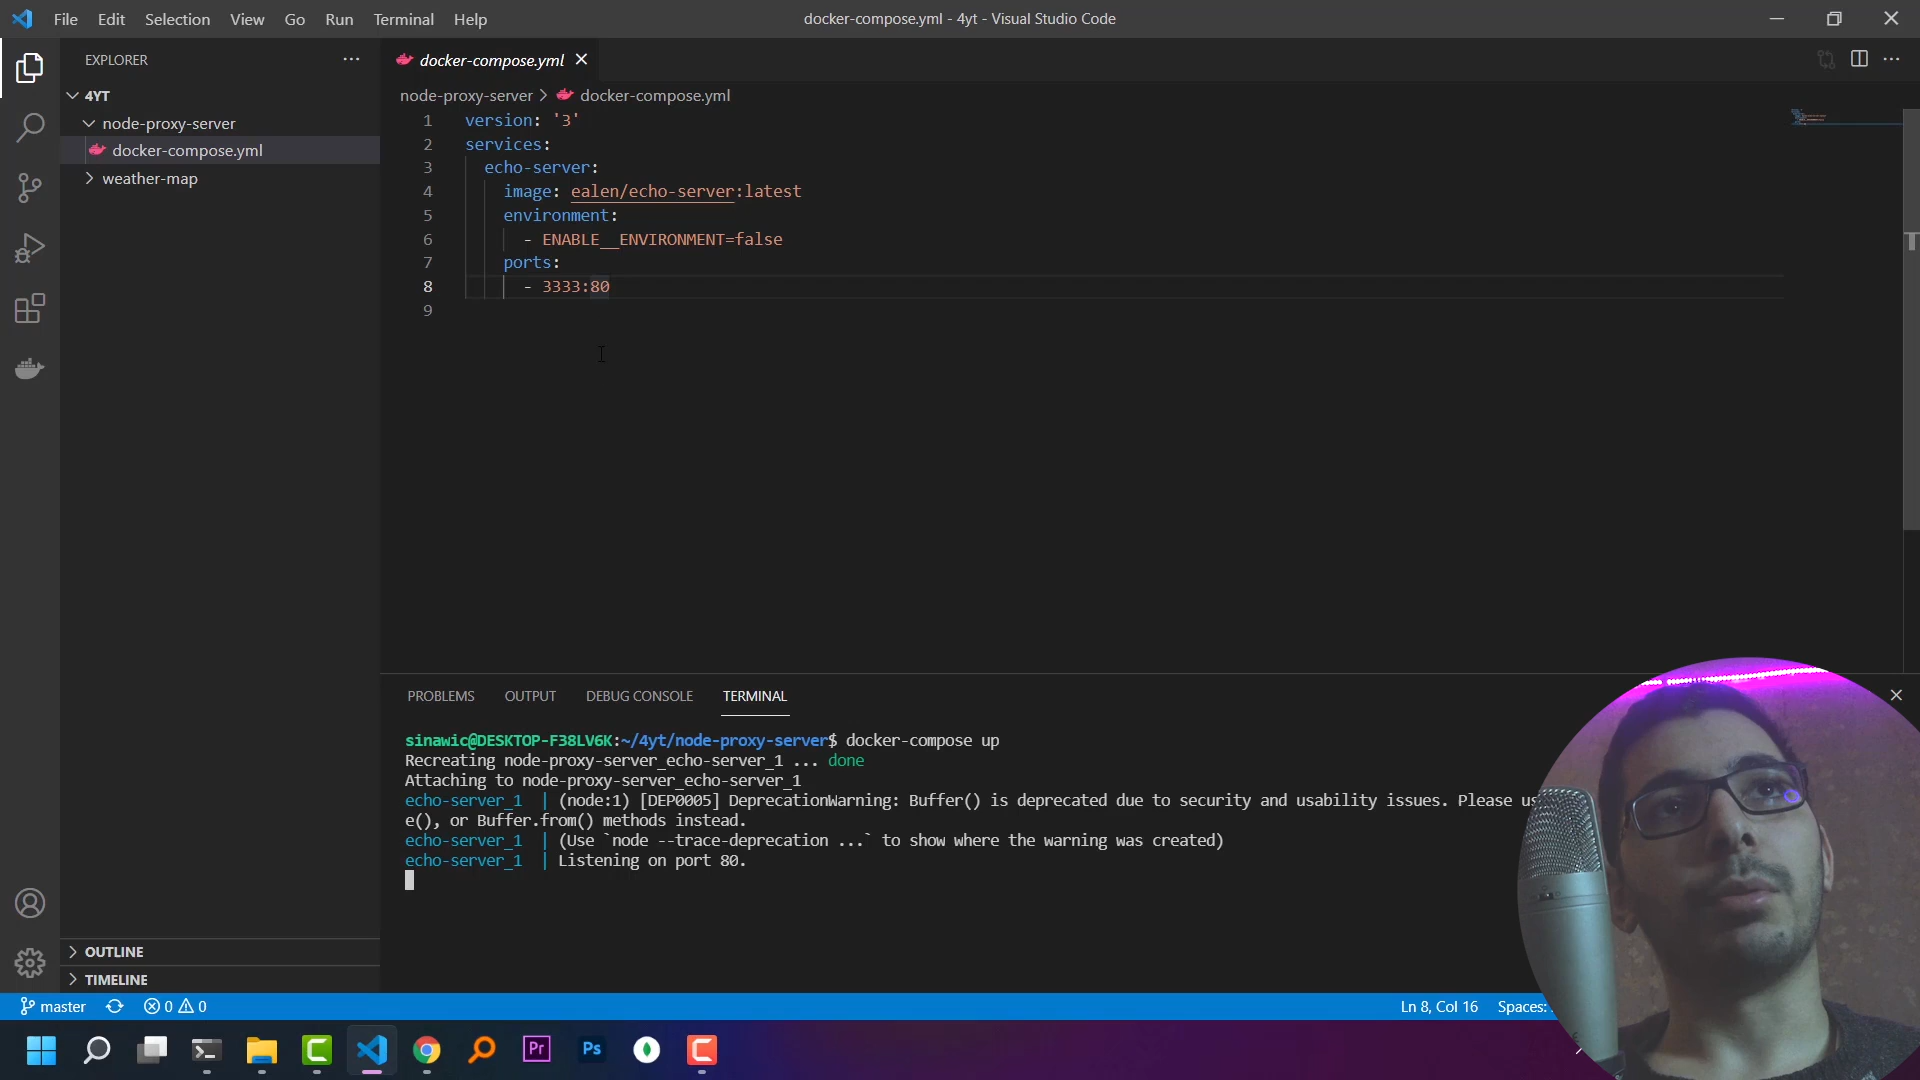 File Edit Selection View Go Run Terminal Help
docker-compose.yml - 4yt - Visual Studio Code
EXPLORER
4YT
node-proxy-server
docker-compose.yml
weather-map
OUTLINE
TIMELINE
docker-compose.yml
node-proxy-server > docker-compose.yml
1 version: '3'
2 services:
3 echo-server:
4 image: ealen/echo-server:latest
5 environment:
6 - ENABLE__ENVIRONMENT=false
7 ports:
8 - 3333:80
9
PROBLEMS OUTPUT DEBUG CONSOLE TERMINAL
sinawic@DESKTOP-F38LV6K:~/4yt/node-proxy-server$ docker-compose up
Recreating node-proxy-server_echo-server_1 ... done
Attaching to node-proxy-server_echo-server_1
echo-server_1 | (node:1) [DEP0005] DeprecationWarning: Buffer() is deprecated due to security and usability issues. Please us
e(), or Buffer.from() methods instead.
echo-server_1 | (Use `node --trace-deprecation ...` to show where the warning was created)
echo-server_1 | Listening on port 80.
master 0 0 Ln 8, Col 16 Spaces:
Pr Ps